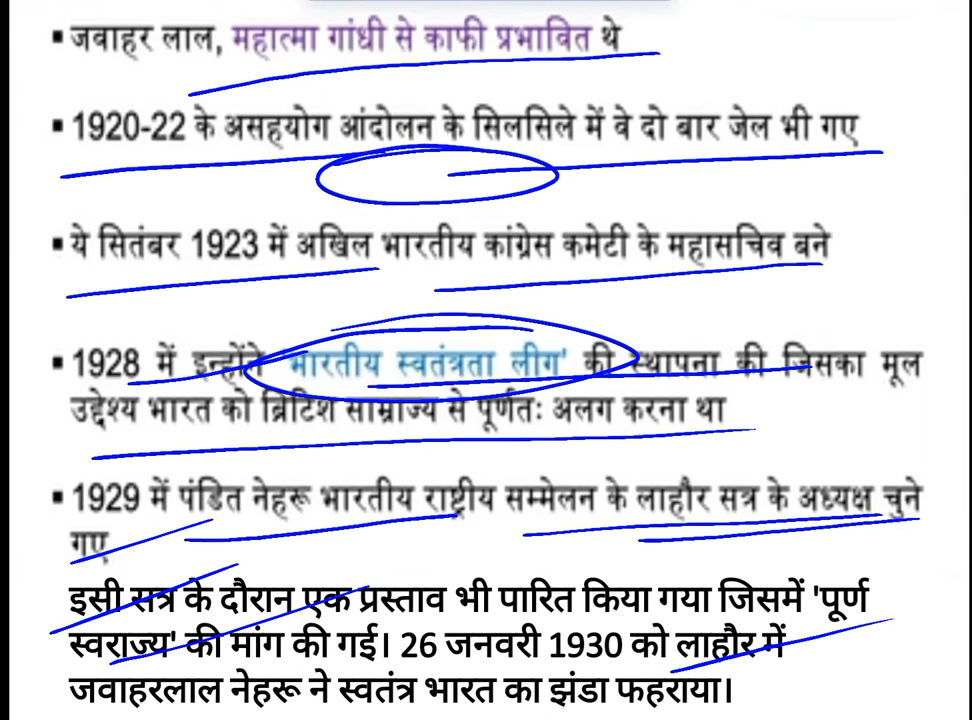 ▪ जवाहर लाल, महात्मा गांधी से काफी प्रभावित थे
▪ 1920-22 के असहयोग आंदोलन के सिलसिले में वे दो बार जेल भी गए
▪ ये सितंबर 1923 में अखिल भारतीय कांग्रेस कमेटी के महासचिव बने
▪ 1928 में इन्होंने 'भारतीय स्वतंत्रता लीग' की स्थापना की जिसका मूल
उद्देश्य भारत को ब्रिटिश साम्राज्य से पूर्णतः अलग करना था
▪ 1929 में पंडित नेहरू भारतीय राष्ट्रीय सम्मेलन के लाहौर सत्र के अध्यक्ष चुने
गए
इसी सत्र के दौरान एक प्रस्ताव भी पारित किया गया जिसमें 'पूर्ण
स्वराज्य' की मांग की गई। 26 जनवरी 1930 को लाहौर में
जवाहरलाल नेहरू ने स्वतंत्र भारत का झंडा फहराया।